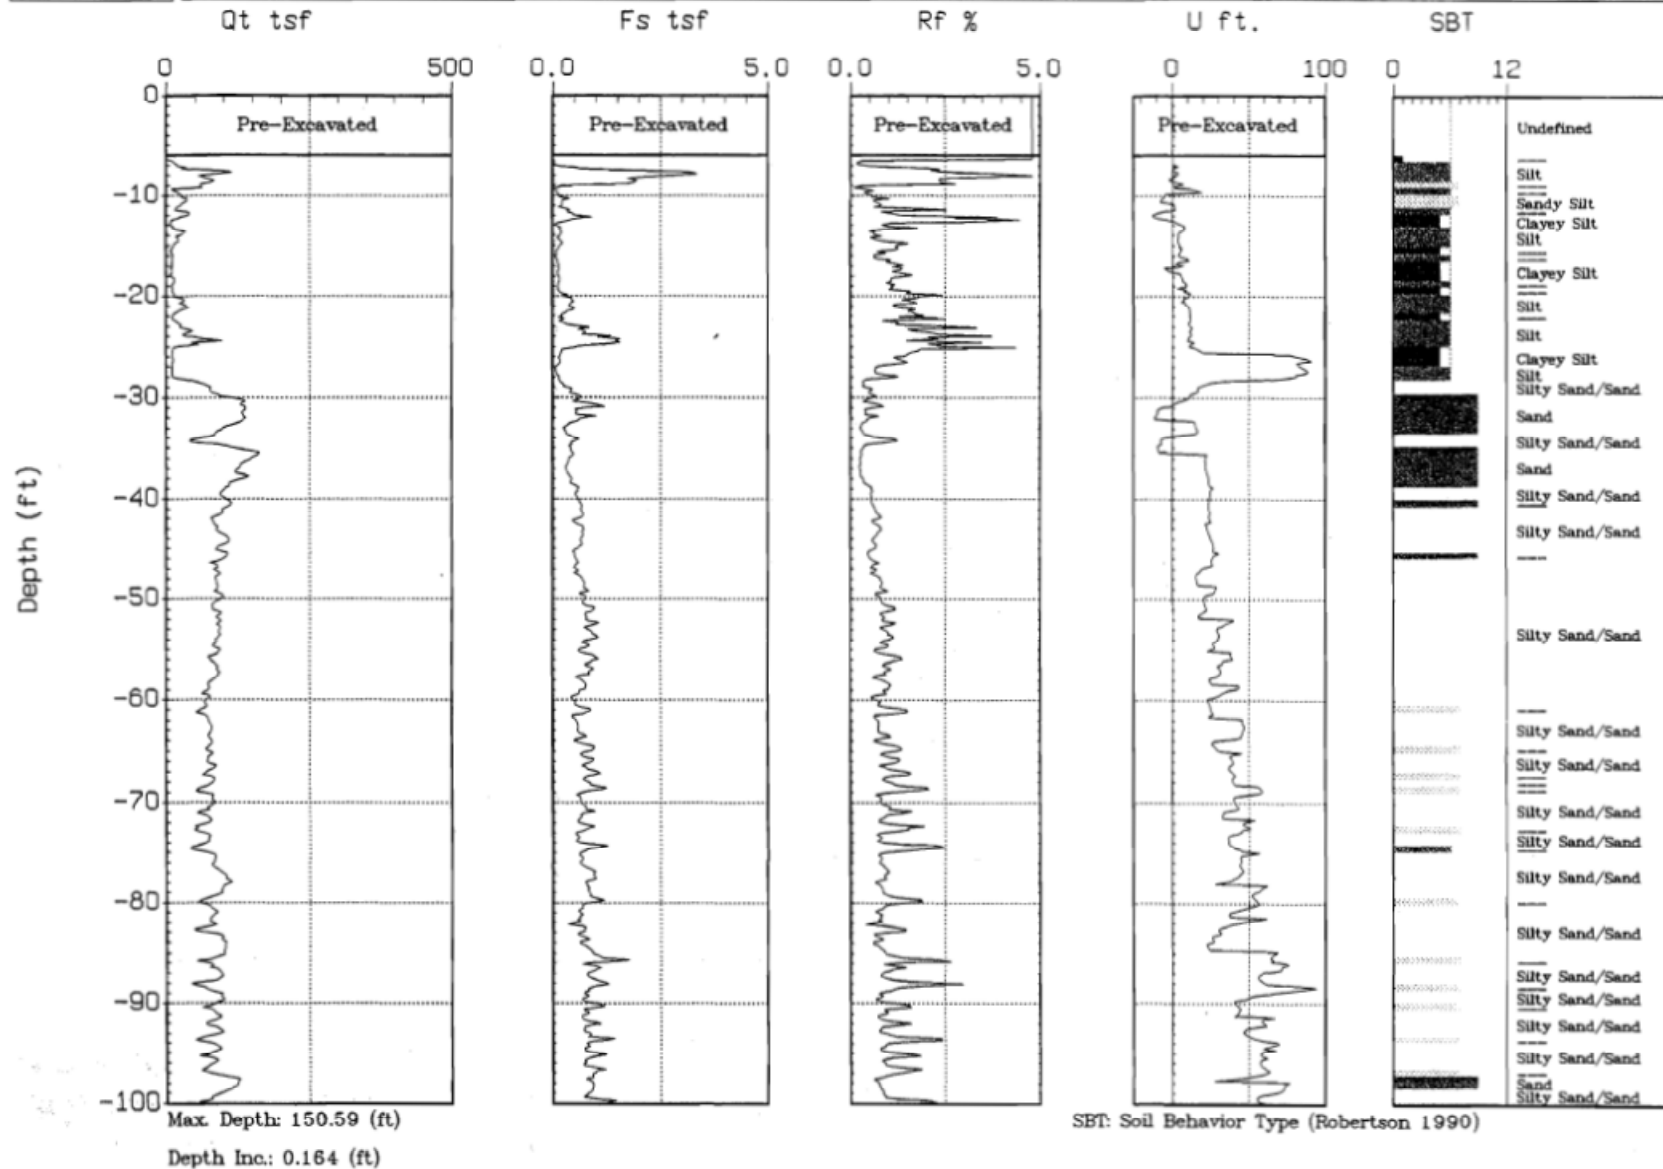 Qt tsf Fs tsf Rf % U ft. SBT
0 500 0.0 5.0 0.0 5.0 0 100 0 12
0
Pre-Excavated Pre-Excavated Pre-Excavated Pre-Excavated
Undefined
Silt
-10
Sandy Silt
Clayey Silt
Silt
Clayey Silt
-20
Silt
Silt
Clayey Silt
Silt
Silty Sand/Sand
-30
Sand
Silty Sand/Sand
Sand
Depth (ft)
Silty Sand/Sand
-40
Silty Sand/Sand
-50
Silty Sand/Sand
-60
Silty Sand/Sand
Silty Sand/Sand
-70
Silty Sand/Sand
Silty Sand/Sand
Silty Sand/Sand
-80
Silty Sand/Sand
Silty Sand/Sand
-90
Silty Sand/Sand
Silty Sand/Sand
Silty Sand/Sand
Sand
Silty Sand/Sand
-100
Max. Depth: 150.59 (ft)
SBT: Soil Behavior Type (Robertson 1990)
Depth Inc.: 0.164 (ft)